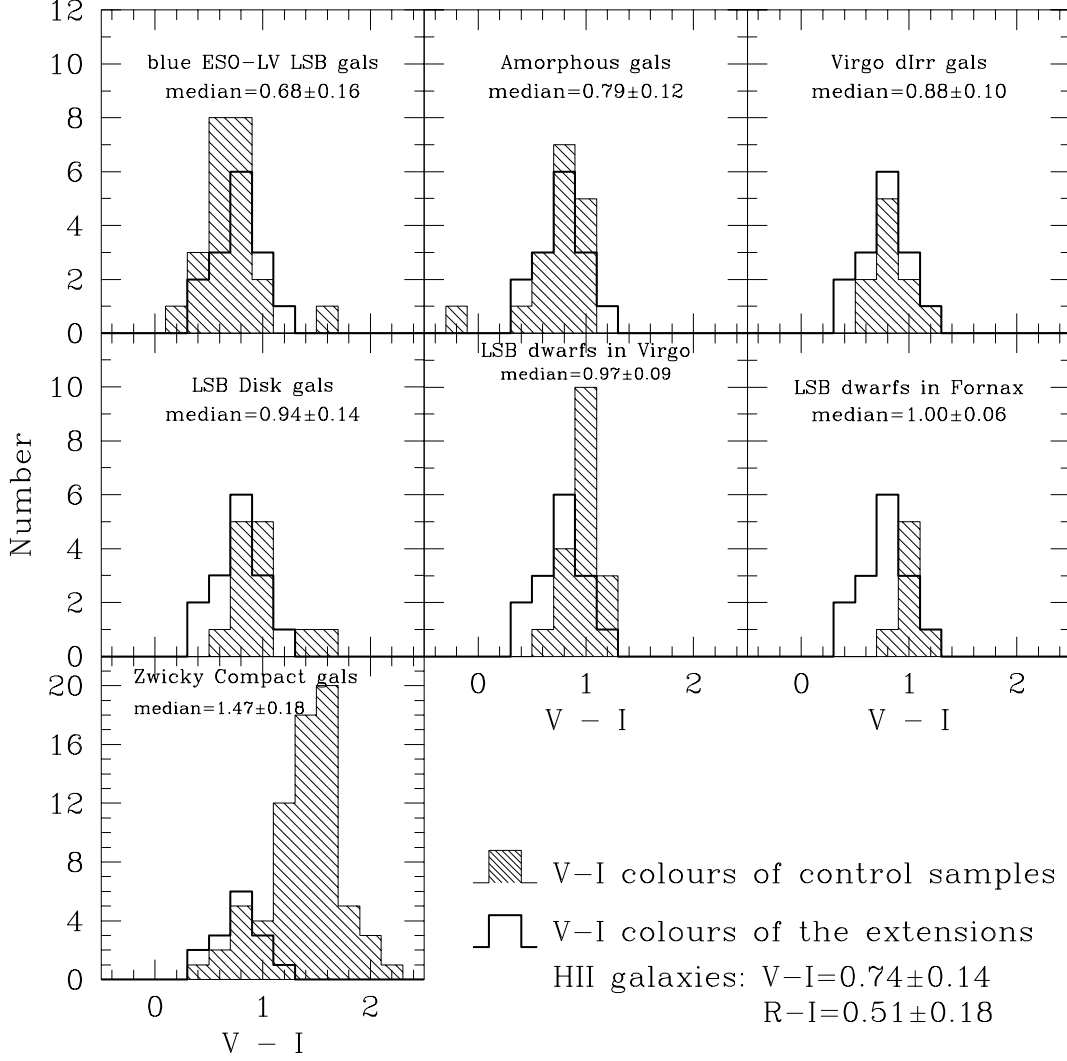 12
10
8
6
4
2
0
blue ESO-LV LSB gals
median=0.68±0.16
Amorphous gals
median=0.79±0.12
Virgo dIrr gals
median=0.88±0.10
Number
10
8
6
4
2
0
LSB Disk gals
median=0.94±0.14
LSB dwarfs in Virgo
median=0.97±0.09
LSB dwarfs in Fornax
median=1.00±0.06
0 1 2
V - I
0 1 2
V - I
20
16
12
8
4
0
Zwicky Compact gals
median=1.47±0.18
0 1 2
V - I
V-I colours of control samples
V-I colours of the extensions
HII galaxies: V-I=0.74±0.14
R-I=0.51±0.18